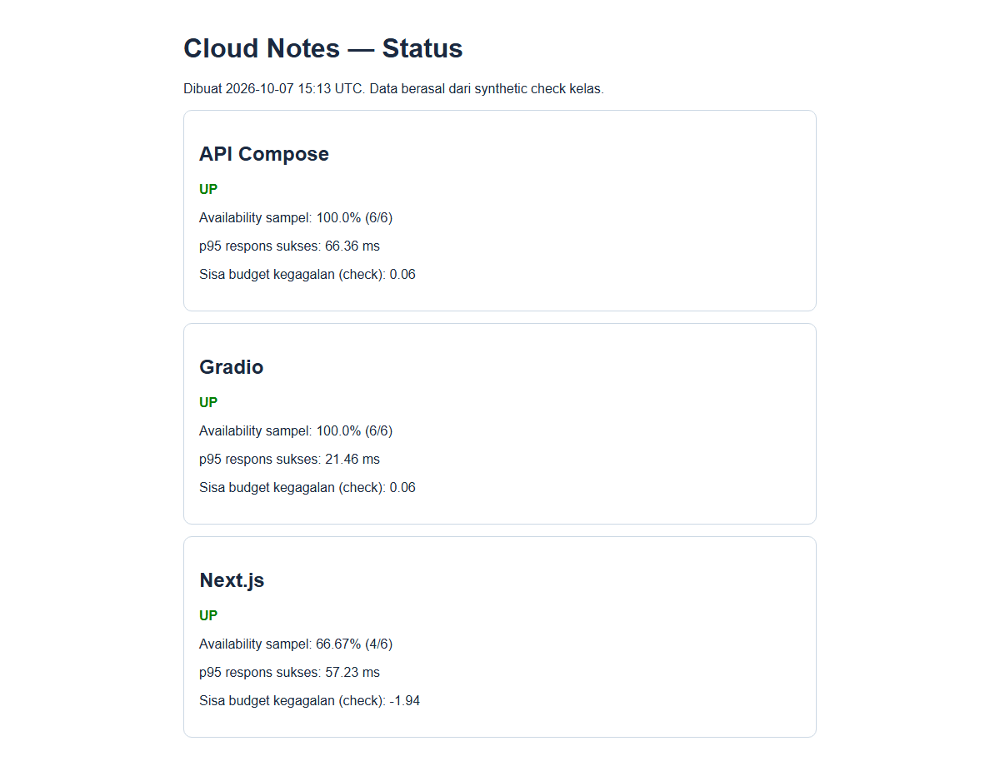 Cloud Notes — Status
Dibuat 2026-10-07 15:13 UTC. Data berasal dari synthetic check kelas.
API Compose
UP
Availability sampel: 100.0% (6/6)
p95 respons sukses: 66.36 ms
Sisa budget kegagalan (check): 0.06
Gradio
UP
Availability sampel: 100.0% (6/6)
p95 respons sukses: 21.46 ms
Sisa budget kegagalan (check): 0.06
Next.js
UP
Availability sampel: 66.67% (4/6)
p95 respons sukses: 57.23 ms
Sisa budget kegagalan (check): -1.94